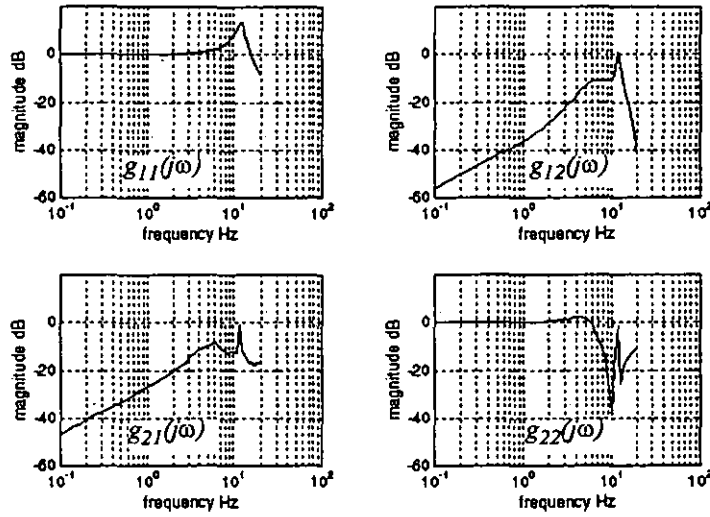 magnitude dB
0
-20
-40
-60
g11(jω)
10^-1
10^0
10^1
10^2
frequency Hz
magnitude dB
0
-20
-40
-60
g12(jω)
10^-1
10^0
10^1
10^2
frequency Hz
magnitude dB
0
-20
-40
-60
g21(jω)
10^-1
10^0
10^1
10^2
frequency Hz
magnitude dB
0
-20
-40
-60
g22(jω)
10^-1
10^0
10^1
10^2
frequency Hz